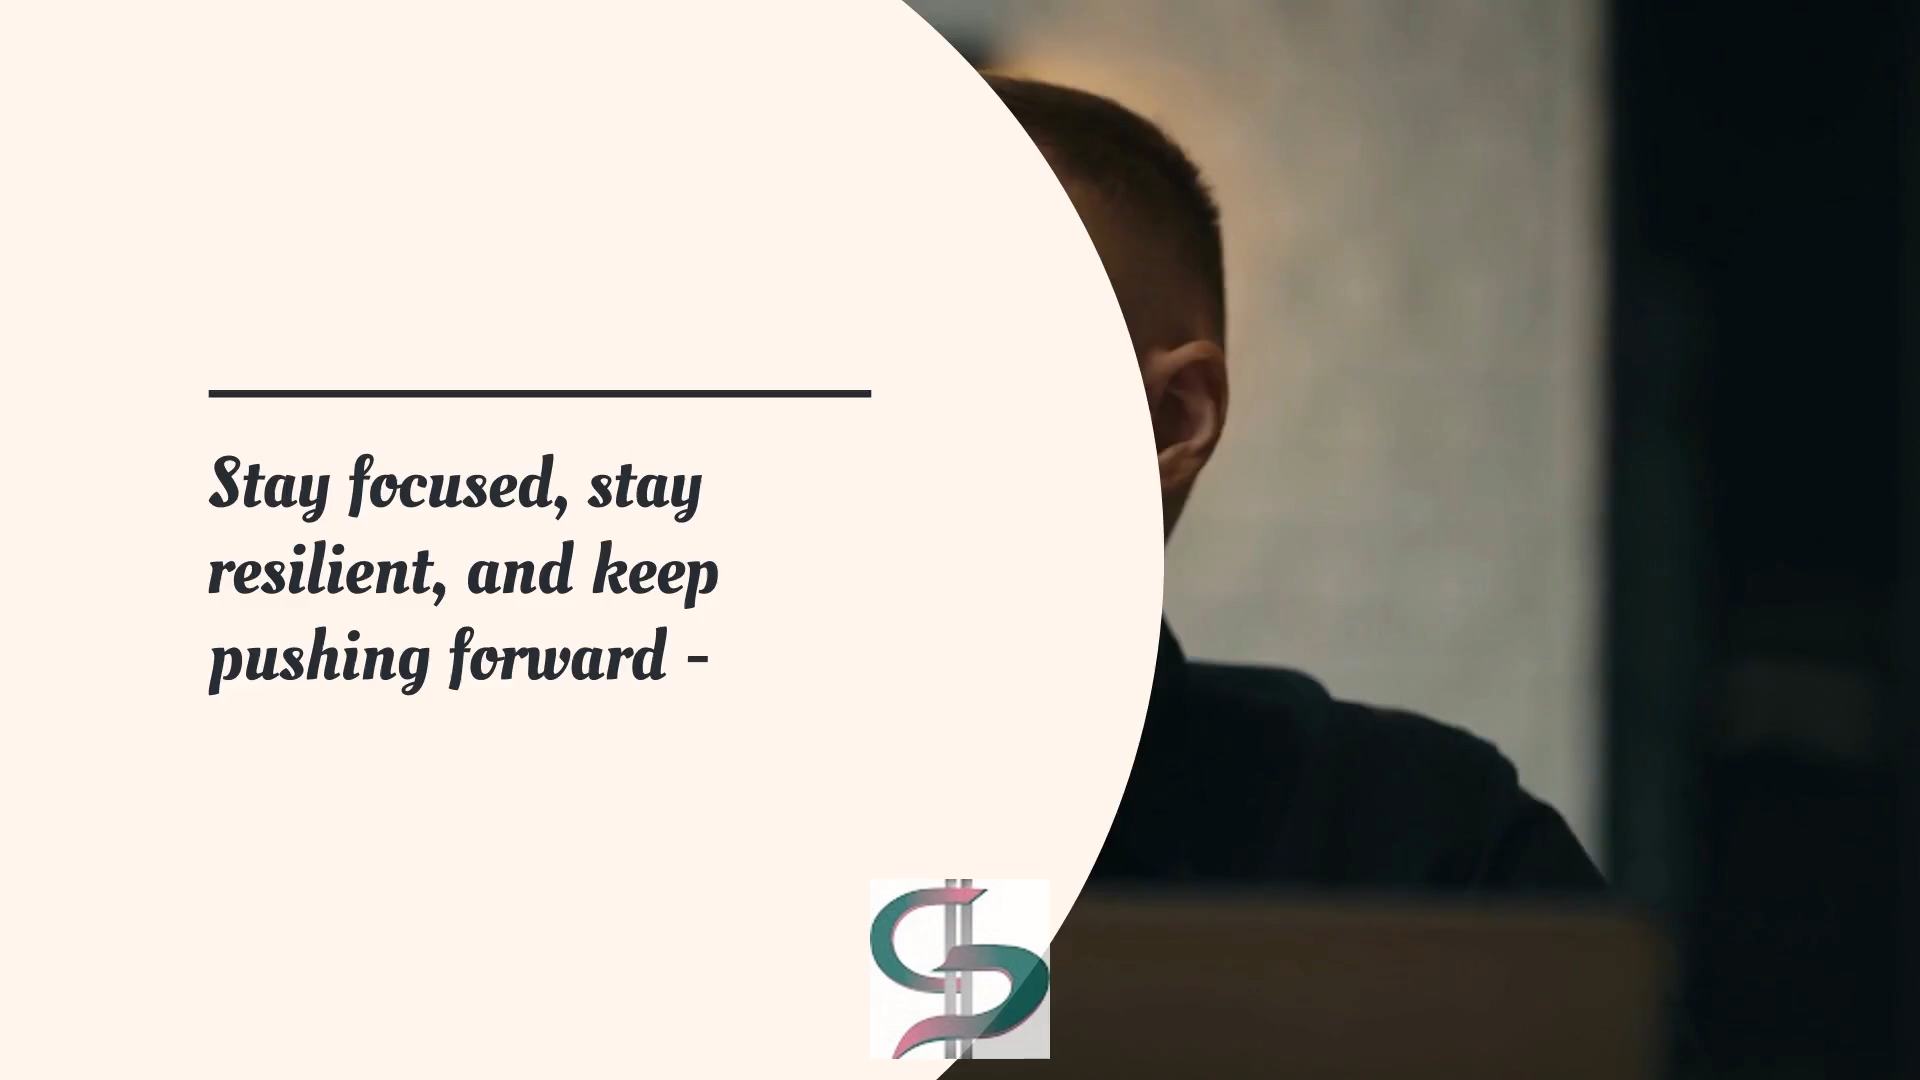 Stay focused, stay
resilient, and keep
pushing forward -